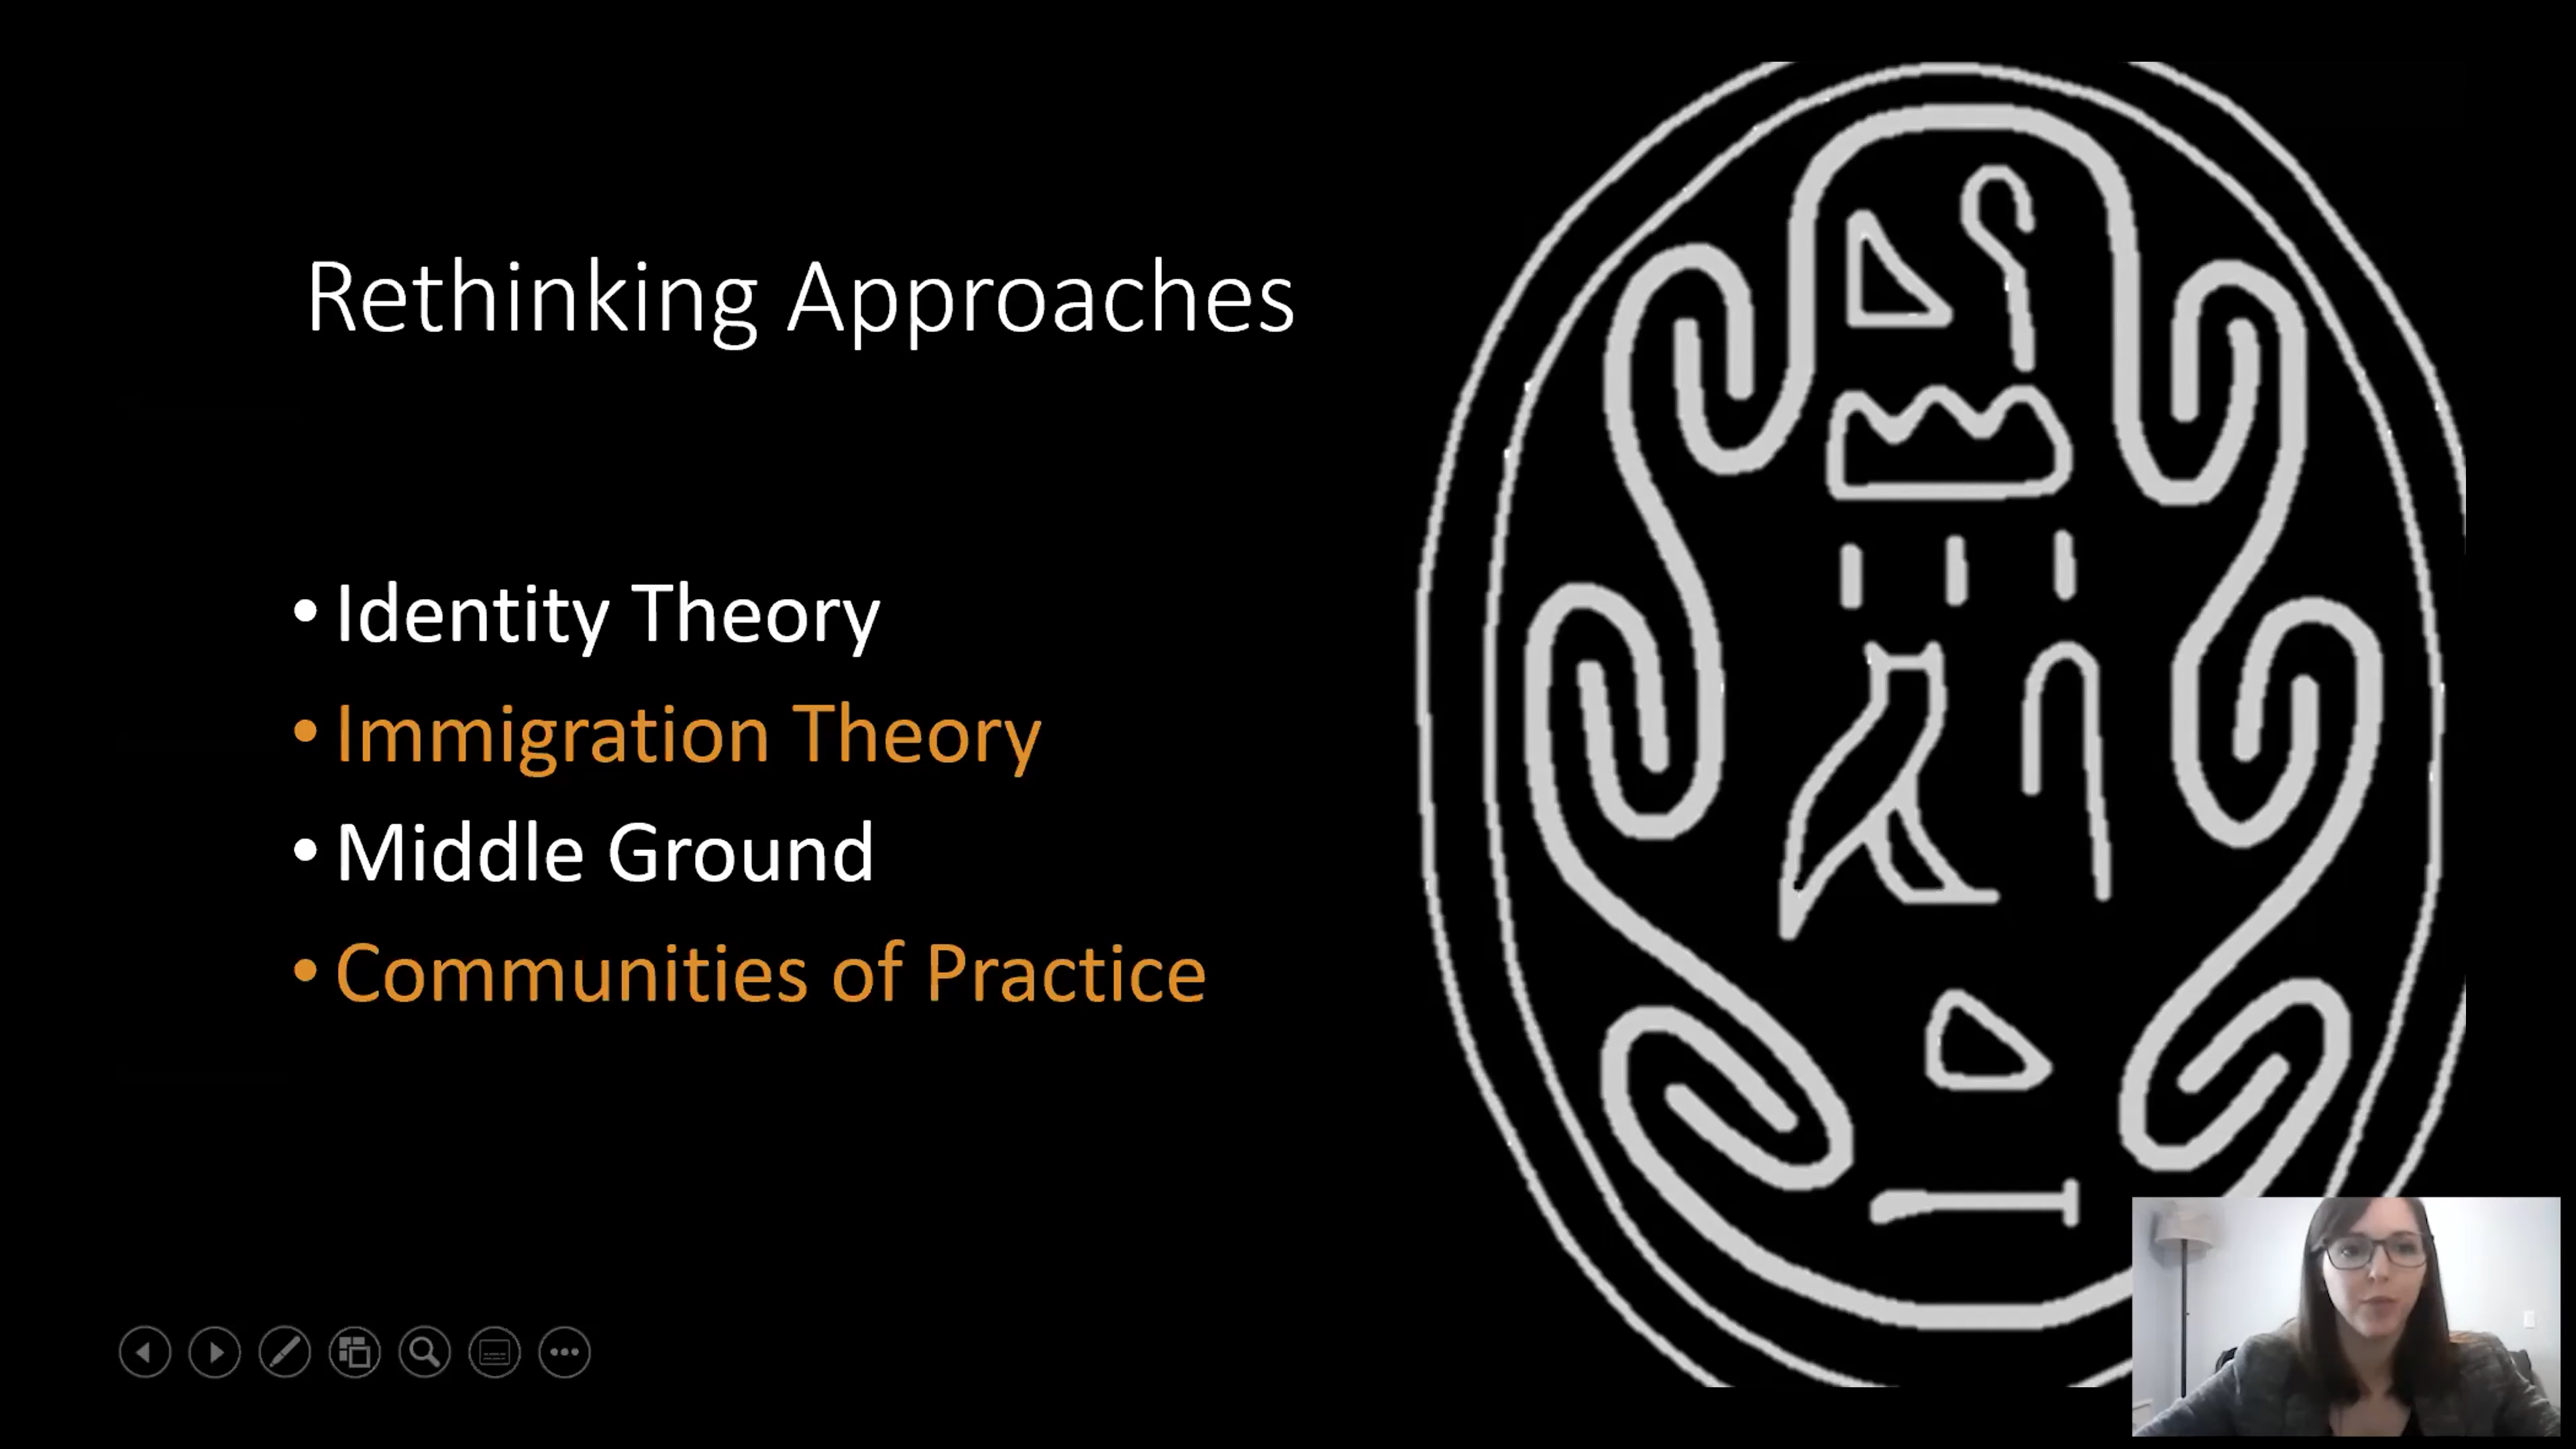 Rethinking Approaches
• Identity Theory
• Immigration Theory
• Middle Ground
• Communities of Practice